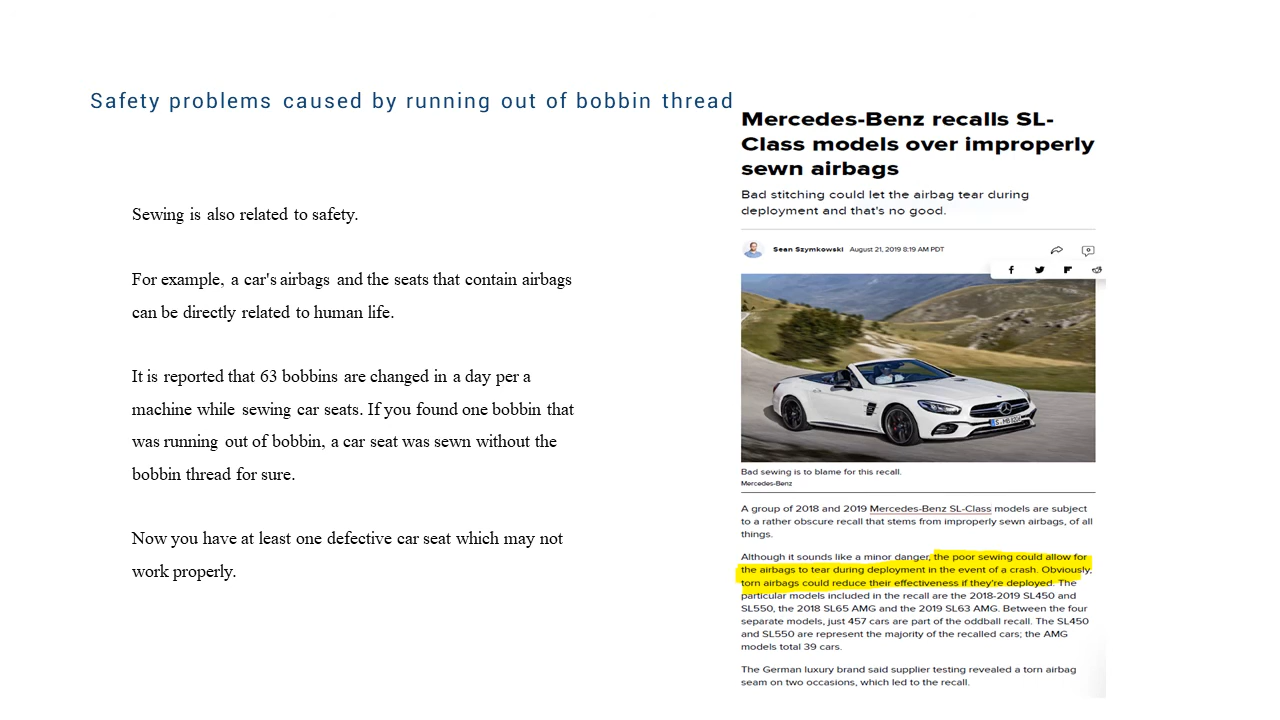 Safety problems caused by running out of bobbin thread
Sewing is also related to safety.
For example, a car's airbags and the seats that contain airbags
can be directly related to human life.
It is reported that 63 bobbins are changed in a day per a
machine while sewing car seats. If you found one bobbin that
was running out of bobbin, a car seat was sewn without the
bobbin thread for sure.
Now you have at least one defective car seat which may not
work properly.
Mercedes-Benz recalls SL-
Class models over improperly
sewn airbags
Bad stitching could let the airbag tear during
deployment and that's no good.
Sean Szymkowski August 21, 2019 8:19 AM PDT
Bad sewing is to blame for this recall.
Mercedes-Benz
A group of 2018 and 2019 Mercedes-Benz SL-Class models are subject
to a rather obscure recall that stems from improperly sewn airbags, of all
things.
Although it sounds like a minor danger, the poor sewing could allow for
the airbags to tear during deployment in the event of a crash. Obviously,
torn airbags could reduce their effectiveness if they're deployed. The
particular models included in the recall are the 2018-2019 SL450 and
SL550, the 2018 SL65 AMG and the 2019 SL63 AMG. Between the four
separate models, just 457 cars are part of the oddball recall. The SL450
and SL550 are represent the majority of the recalled cars; the AMG
models total 39 cars.
The German luxury brand said supplier testing revealed a torn airbag
seam on two occasions, which led to the recall.